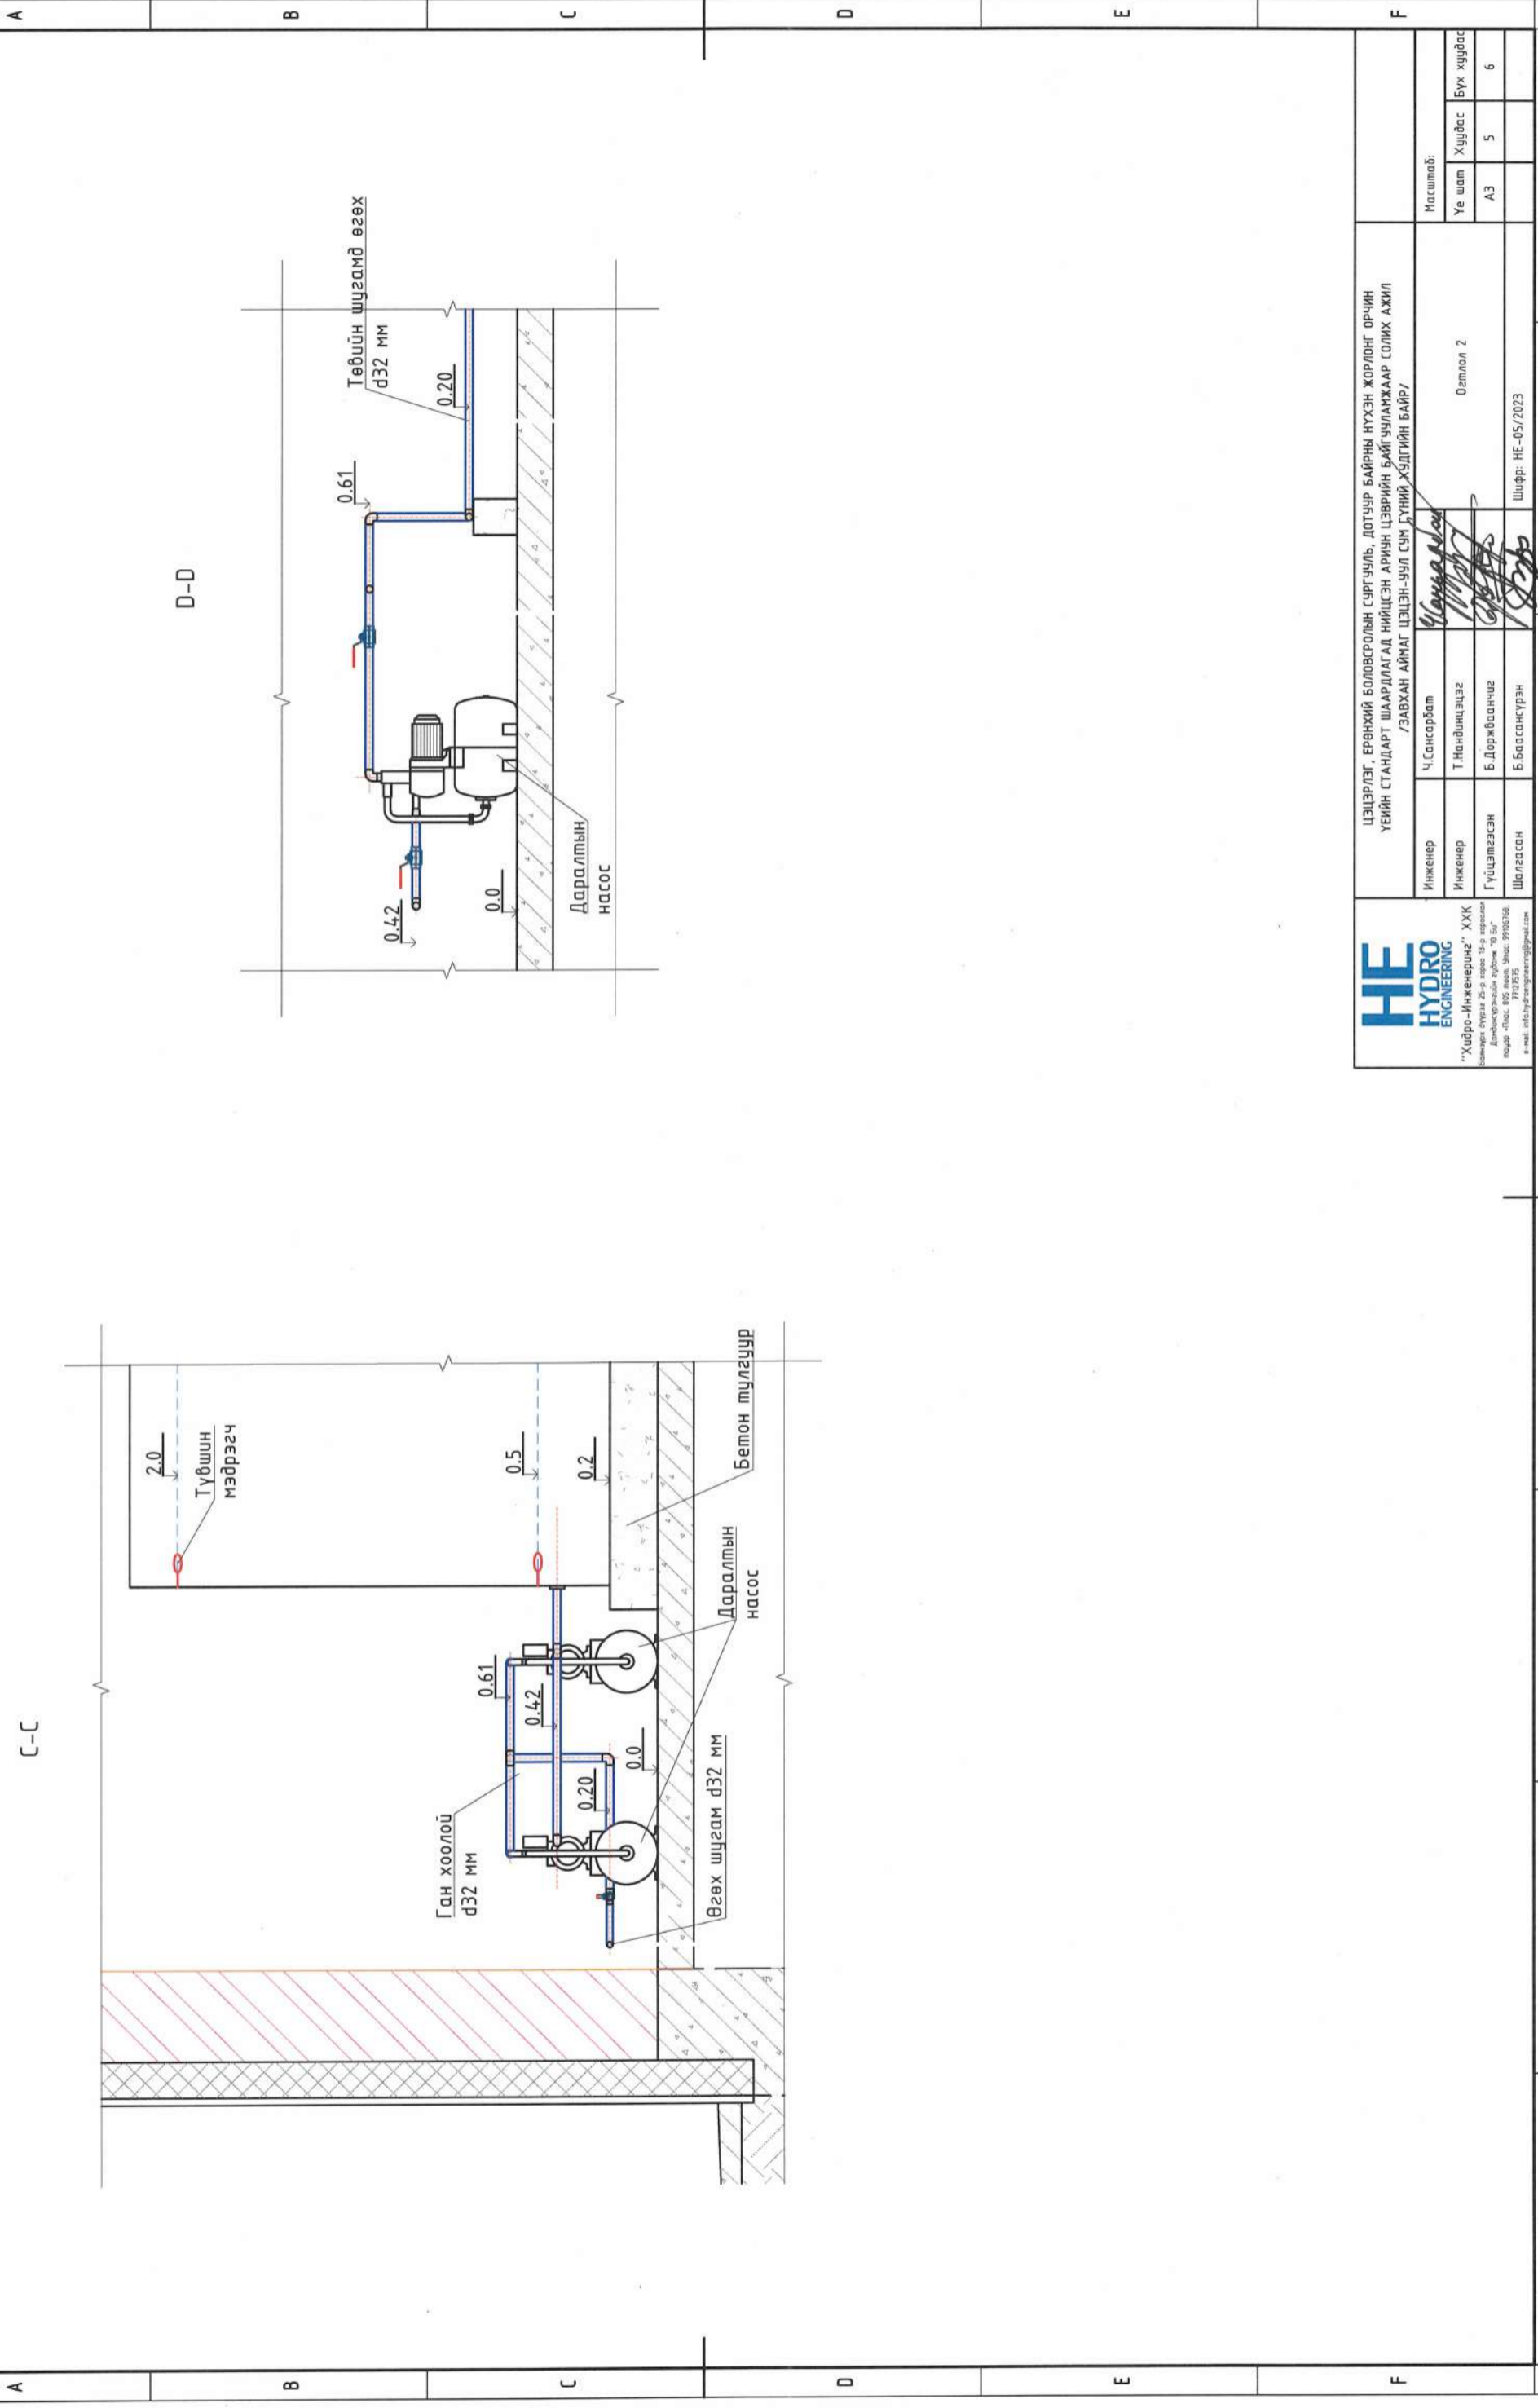 A
B
C
D
E
F
C-C
2.0
Түвшин
мэдрэгч
0.5
0.2
0.61
0.42
0.20
0.0
Ган хоолой
d32 мм
Өгөх шугам d32 мм
Даралтын
насос
Бетон тулгуур
D-D
Төвийн шугамд өгөх
d32 мм
0.61
0.20
0.42
0.0
Даралтын
насос
HE
HYDRO
ENGINEERING
"Хидро-Инженеринг" ХХК
ЦЭЦЭРЛЭГ, ЕРӨНХИЙ БОЛОВСРОЛЫН СУРГУУЛЬ, ДОТУУР БАЙРНЫ НҮХЭН ЖОРЛОНГ ОРЧИН
ҮЕИЙН СТАНДАРТ ШААРДЛАГАД НИЙЦСЭН АРИУН ЦЭВРИЙН БАЙГУУЛАМЖААР СОЛИХ АЖИЛ
/ЗАВХАН АЙМАГ ЦЭЦЭН-УУЛ СУМ ГҮНИЙ ХУДГИЙН БАЙР/
Инженер Ч.Сансарбат
Инженер Т.Нандинцэцэг
Гүйцэтгэсэн Б.Доржбаанчиг
Шалгасан Б.Баасансүрэн
Огтлол 2
Шифр: HE-05/2023
Масштаб:
Үе шат Хуудас Бүх хуудас
А3 5 6
A
B
C
D
E
F